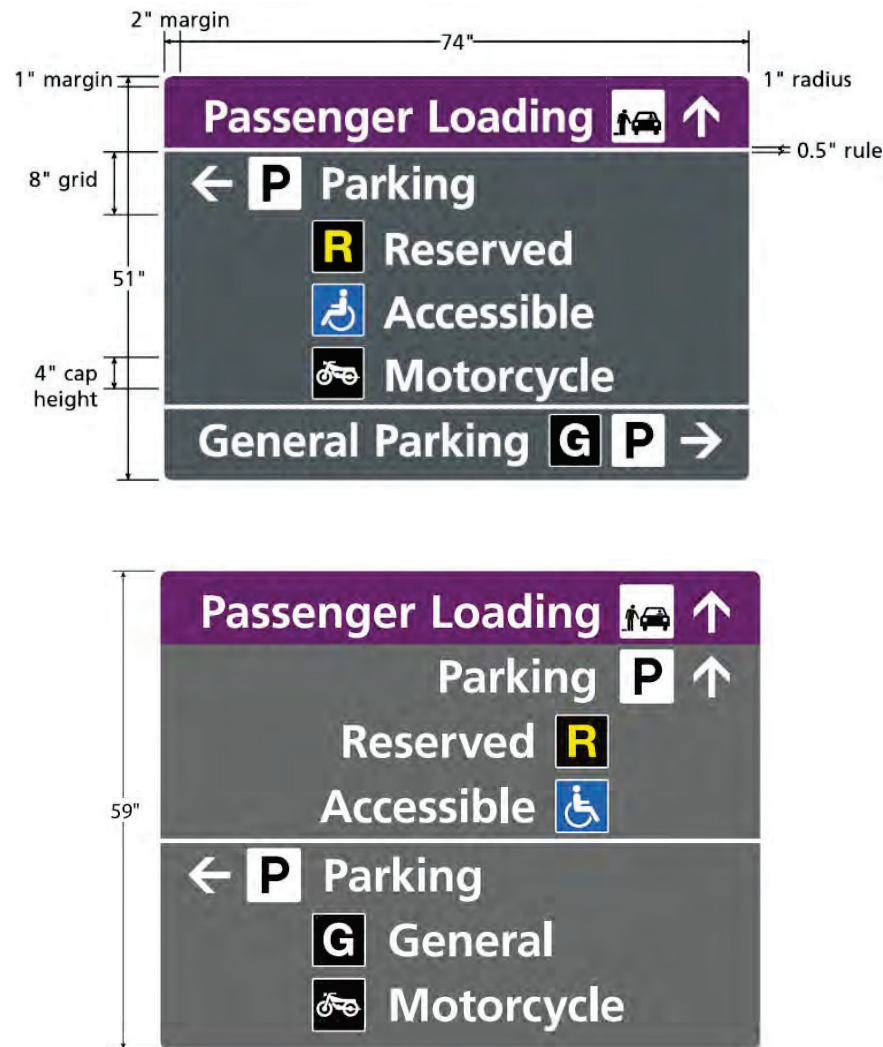 2" margin
74"
1" margin
1" radius
Passenger Loading
0.5" rule
8" grid
P Parking
R Reserved
51"
Accessible
4" cap
height
Motorcycle
General Parking G P
Passenger Loading
Parking P
Reserved R
Accessible
59"
P Parking
G General
Motorcycle